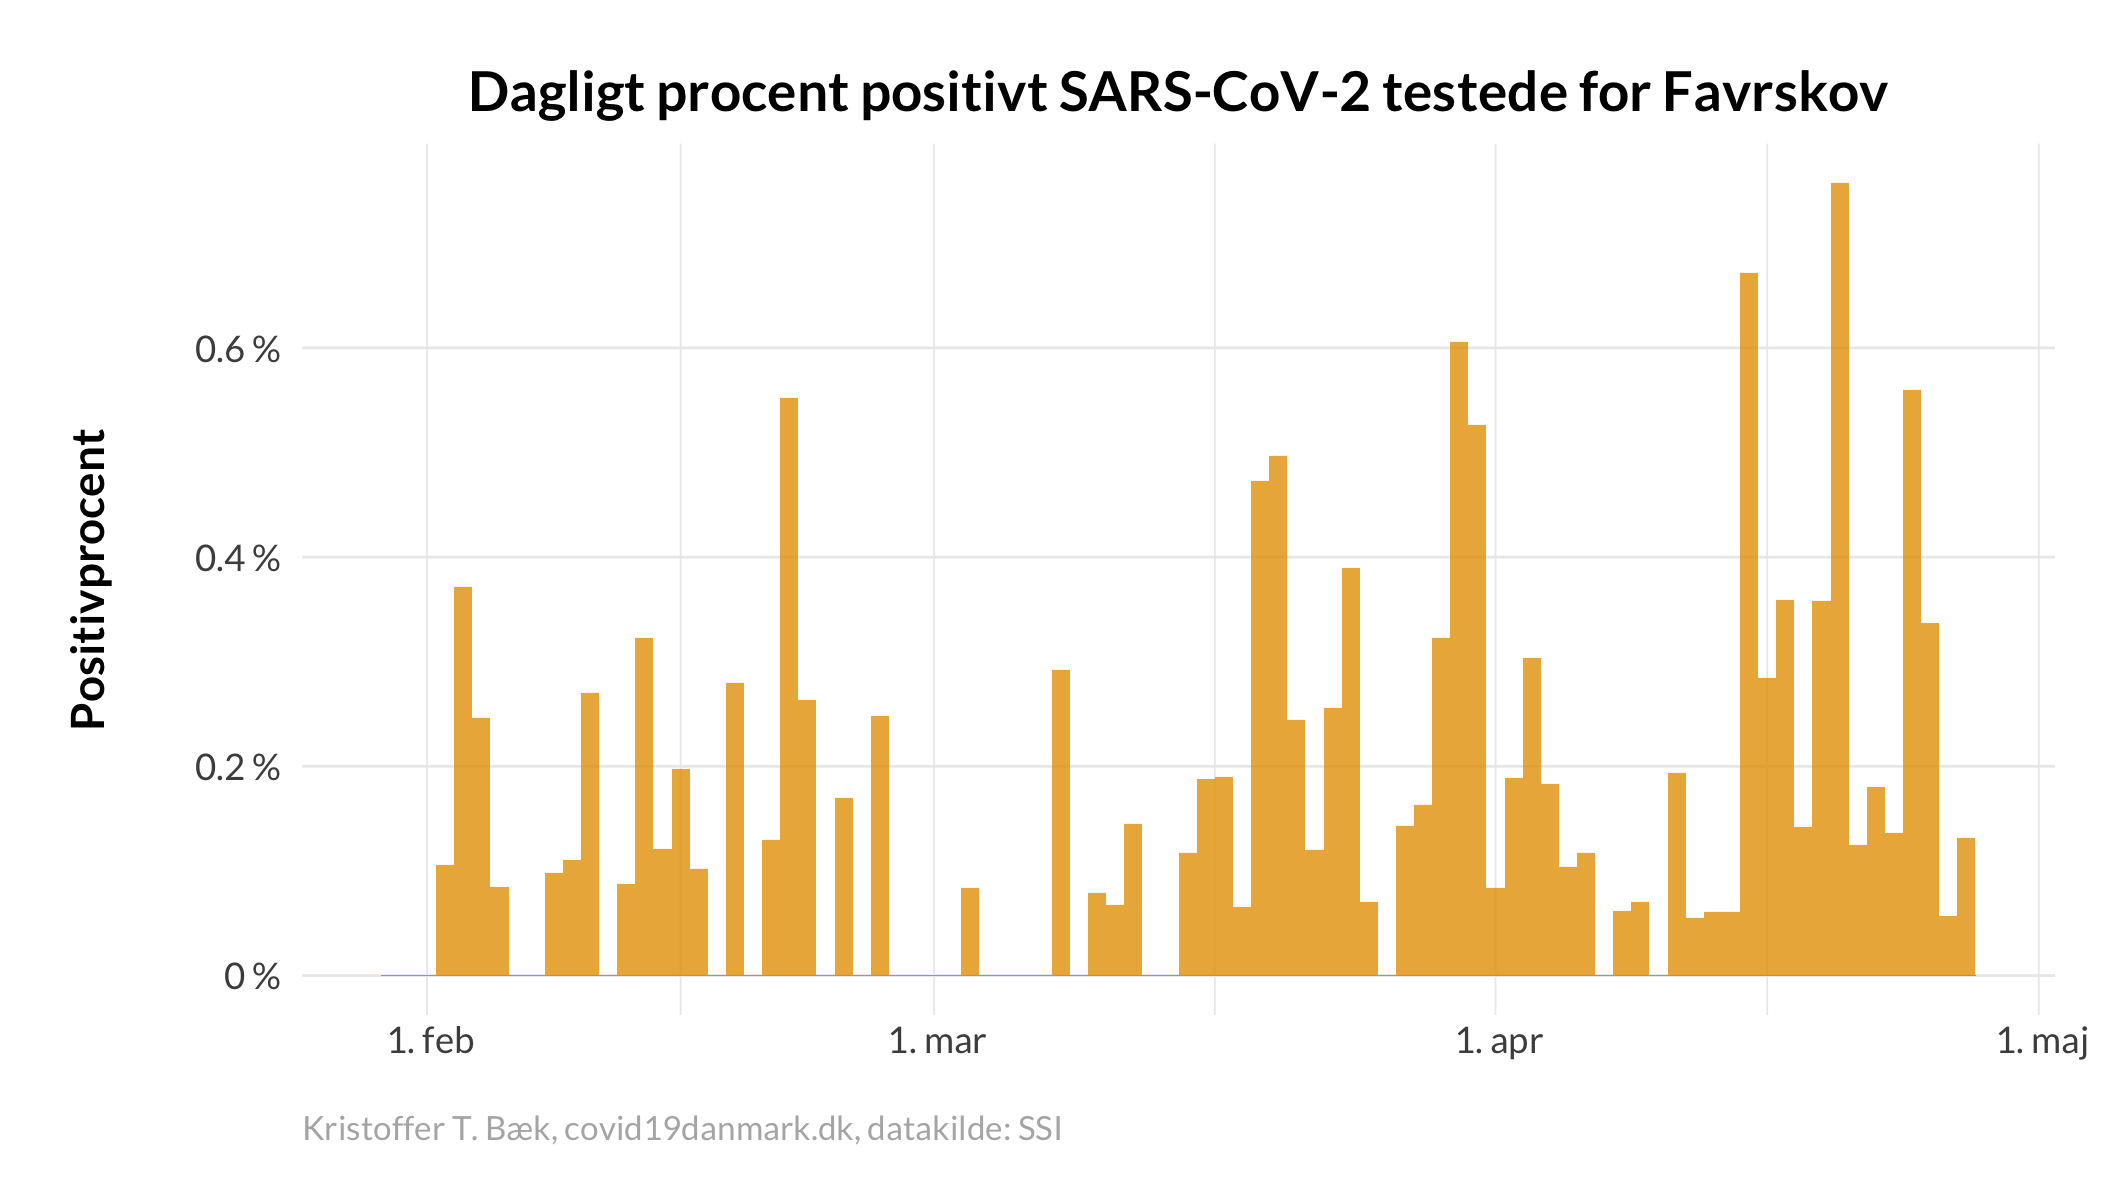 Dagligt procent positivt SARS-CoV-2 testede for Favrskov
Positivprocent
0.6 %
0.4 %
0.2 %
0 %
1. feb
1. mar
1. apr
1. maj
Kristoffer T. Bæk, covid19danmark.dk, datakilde: SSI